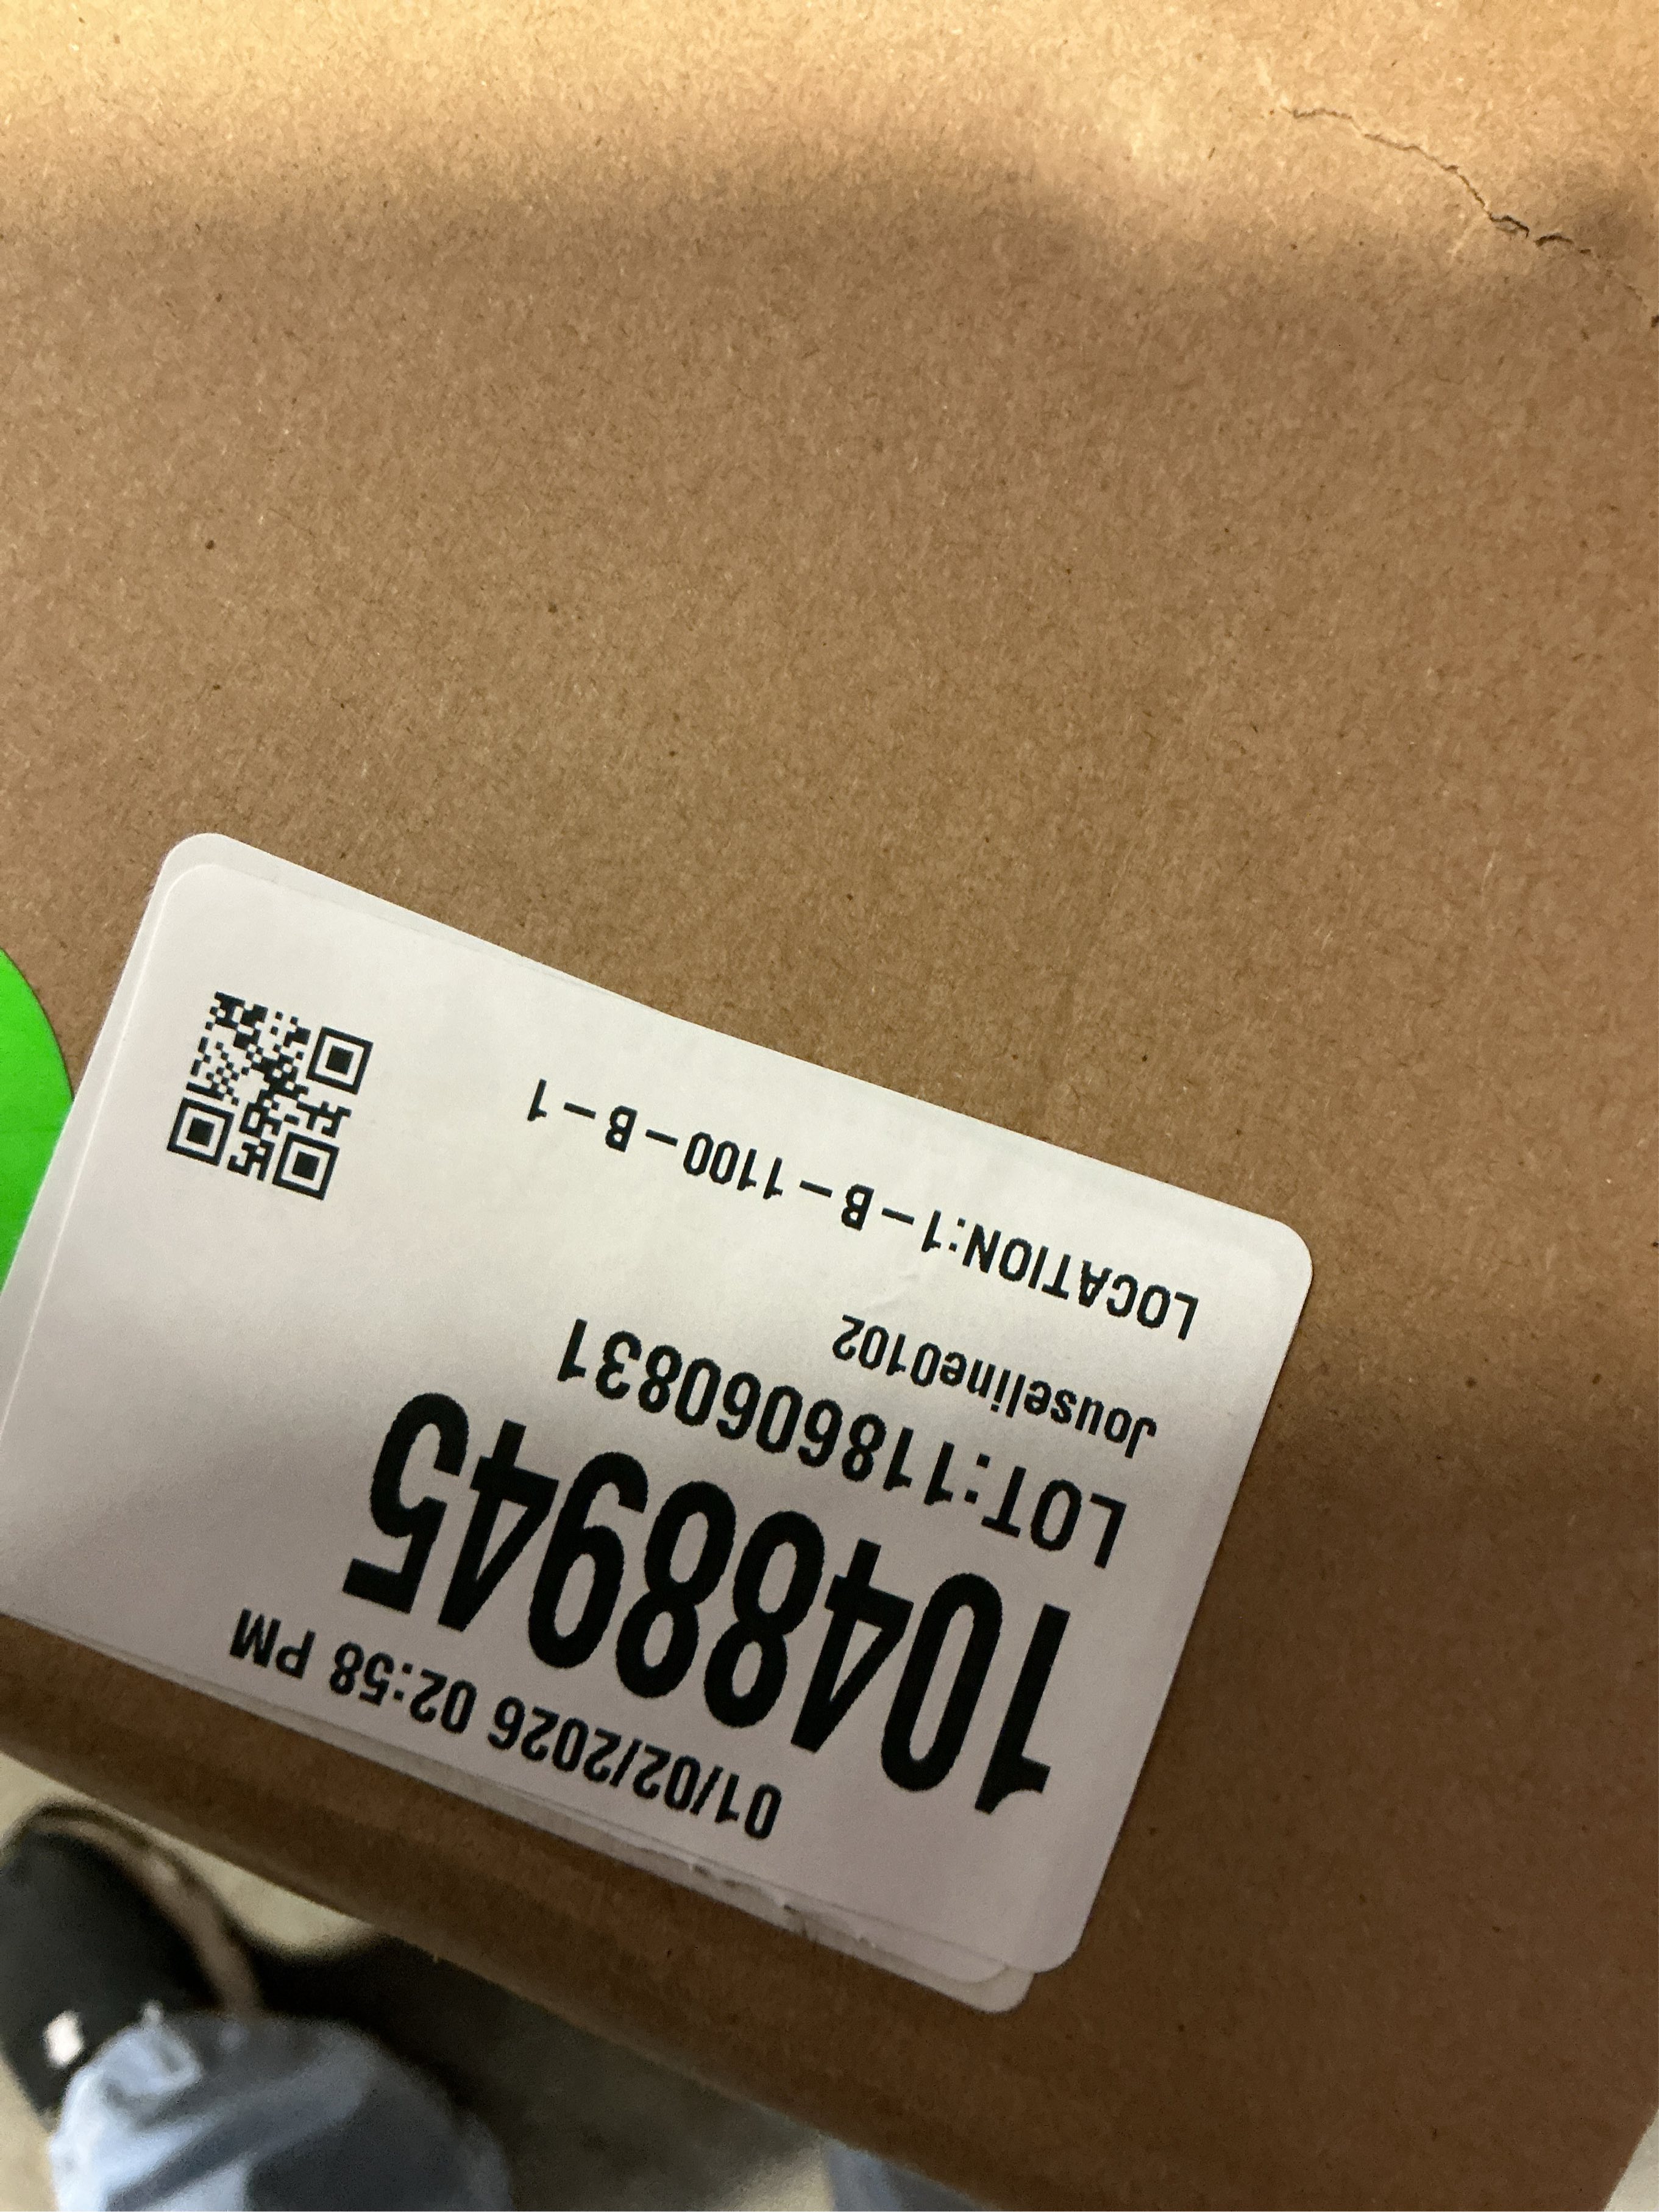 01/02/2026 02:58 PM
10488945
LOT:1186060831
Jouseline0102
LOCATION:1-B-1100-B-1